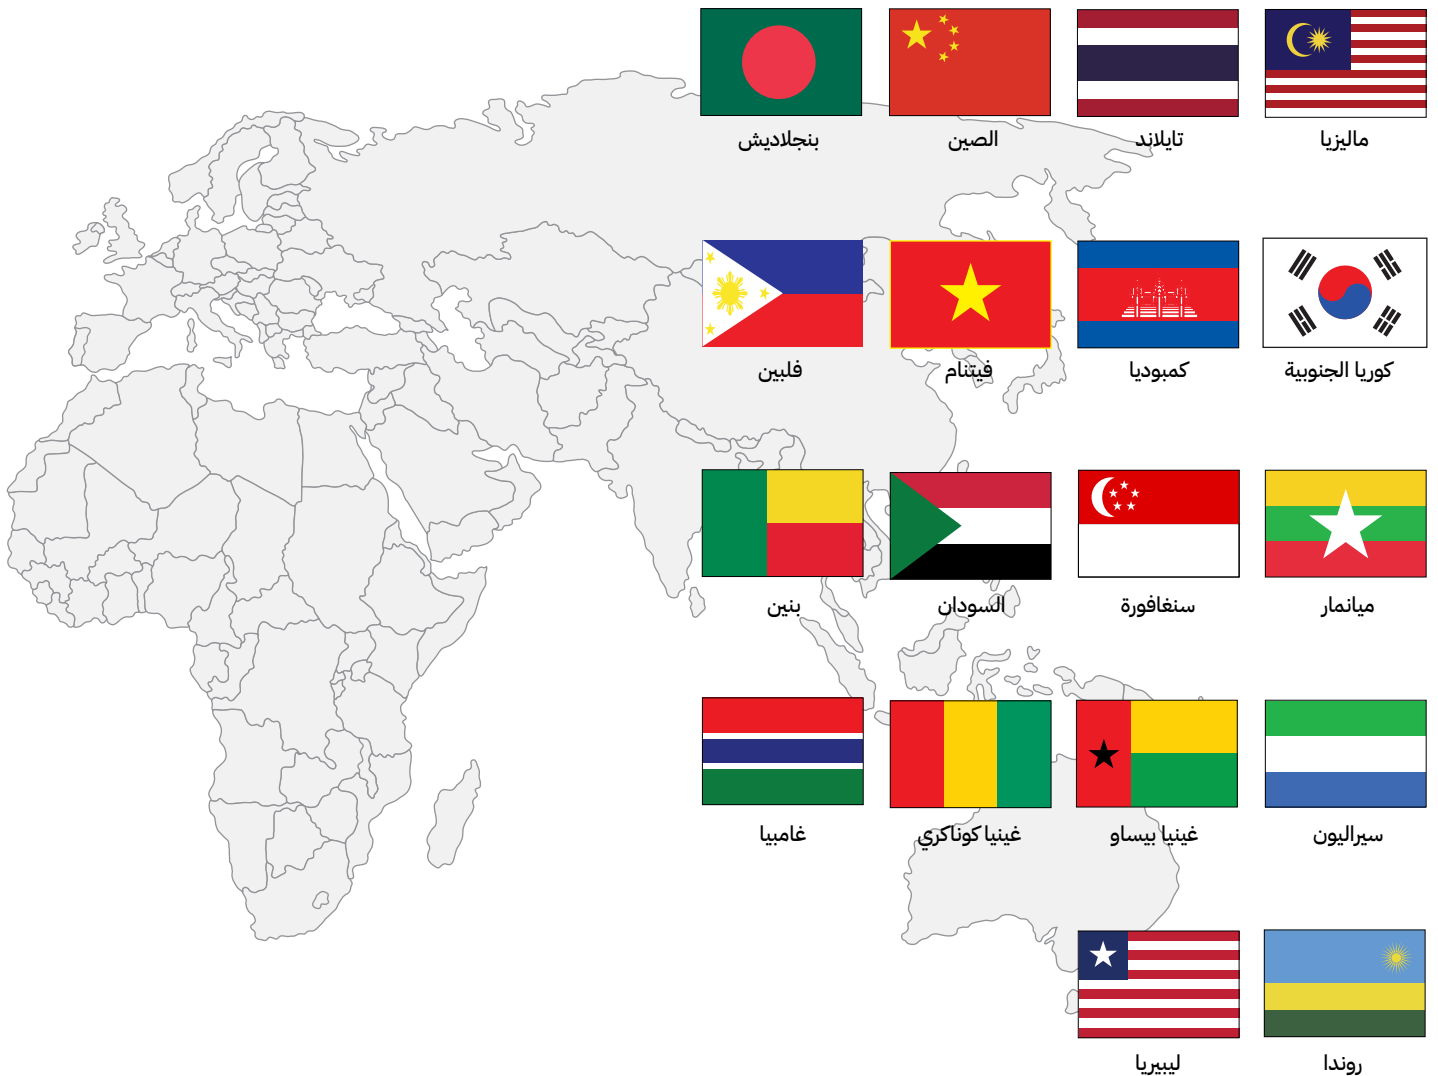 ماليزيا
تايلاند
الصين
بنجلاديش
كوريا الجنوبية
كمبوديا
فيتنام
فلبين
ميانمار
سنغافورة
السودان
بنين
سيراليون
غينيا بيساو
غينيا كوناكري
غامبيا
روندا
ليبيريا